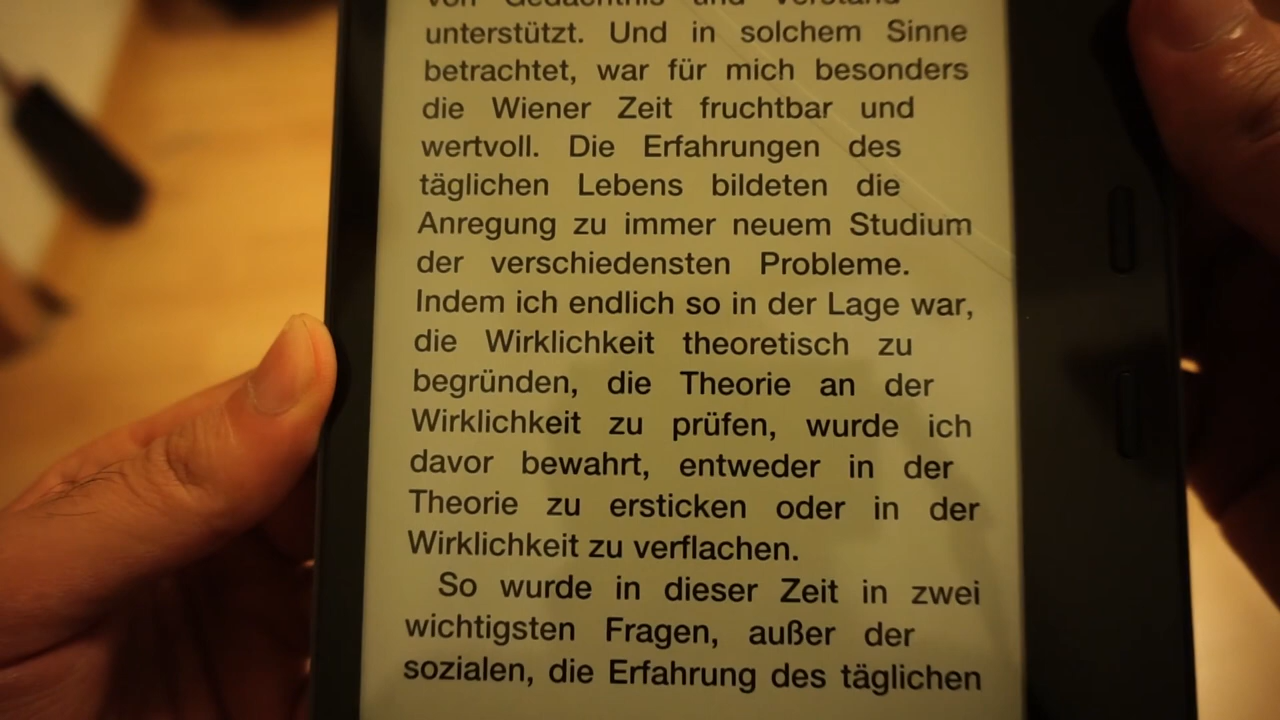 von Gedächtnis und Verstand
unterstützt. Und in solchem Sinne
betrachtet, war für mich besonders
die Wiener Zeit fruchtbar und
wertvoll. Die Erfahrungen des
täglichen Lebens bildeten die
Anregung zu immer neuem Studium
der verschiedensten Probleme.
Indem ich endlich so in der Lage war,
die Wirklichkeit theoretisch zu
begründen, die Theorie an der
Wirklichkeit zu prüfen, wurde ich
davor bewahrt, entweder in der
Theorie zu ersticken oder in der
Wirklichkeit zu verflachen.
So wurde in dieser Zeit in zwei
wichtigsten Fragen, außer der
sozialen, die Erfahrung des täglichen